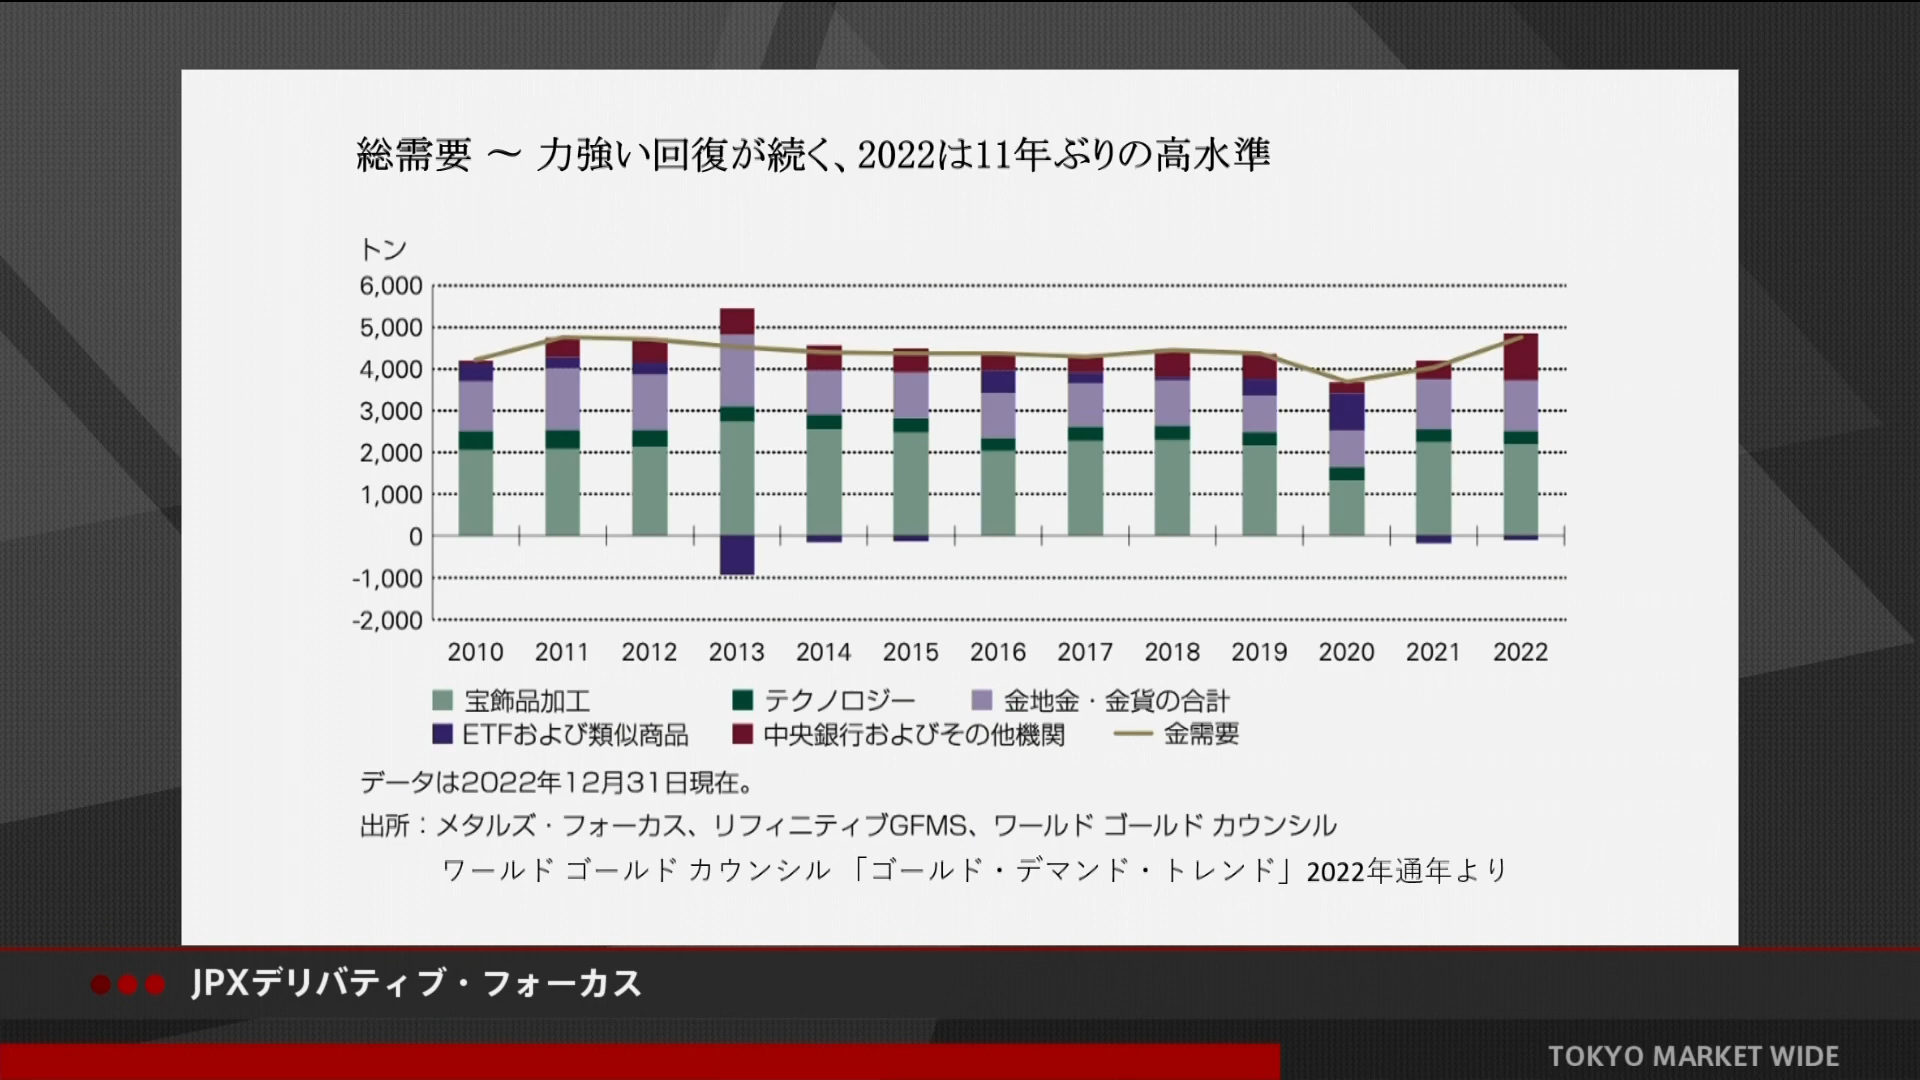 総需要 ～ 力強い回復が続く、2022は11年ぶりの高水準
トン
6,000
5,000
4,000
3,000
2,000
1,000
0
-1,000
-2,000
2010 2011 2012 2013 2014 2015 2016 2017 2018 2019 2020 2021 2022
宝飾品加工 テクノロジー 金地金・金貨の合計
ETFおよび類似商品 中央銀行およびその他機関 金需要
データは2022年12月31日現在。
出所：メタルズ・フォーカス、リフィニティブGFMS、ワールド ゴールド カウンシル
ワールド ゴールド カウンシル 「ゴールド・デマンド・トレンド」2022年通年より
JPXデリバティブ・フォーカス
TOKYO MARKET WIDE